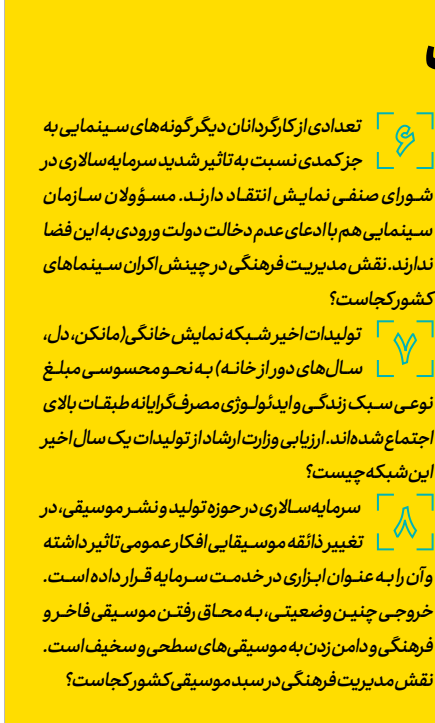 ۶ تعدادی از کارگردانان دیگر گونه‌های سینمایی به
جز کمدی نسبت به تاثیر شدید سرمایه‌سالاری در
شورای صنفی نمایش انتقاد دارند. مسؤولان سازمان
سینمایی هم با ادعای عدم دخالت دولت ورودی به این فضا
ندارند. نقش مدیریت فرهنگی در چینش اکران سینماهای
کشور کجاست؟
۷ تولیدات اخیر شبکه نمایش خانگی(مانکن، دل،
سال‌های دور از خانه) به نحو محسوسی مبلغ
نوعی سبک زندگی و ایدئولوژی مصرف‌گرایانه طبقات بالای
اجتماع شده‌اند. ارزیابی وزارت ارشاد از تولیدات یک سال اخیر
این شبکه چیست؟
۸ سرمایه‌سالاری در حوزه تولید و نشر موسیقی، در
تغییر ذائقه موسیقایی افکار عمومی تاثیر داشته
و آن را به عنوان ابزاری در خدمت سرمایه قرار داده است.
خروجی چنین وضعیتی، به محاق رفتن موسیقی فاخر و
فرهنگی و دامن زدن به موسیقی‌های سطحی و سخیف است.
نقش مدیریت فرهنگی در سبد موسیقی کشور کجاست؟